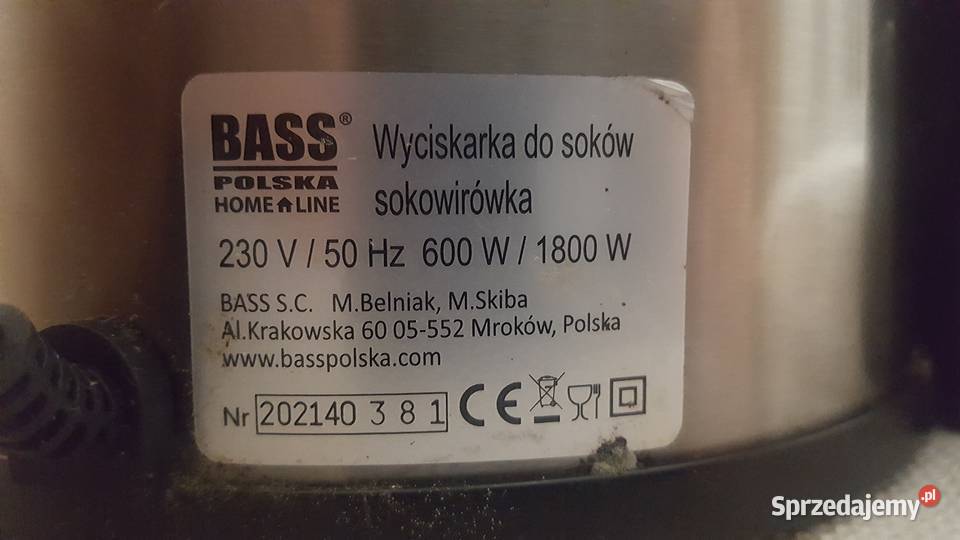 BASS®
POLSKA
HOME LINE
Wyciskarka do soków
sokowirówka
230 V / 50 Hz 600 W / 1800 W
BASS S.C. M.Belniak, M.Skiba
Al.Krakowska 60 05-552 Mroków, Polska
www.basspolska.com
Nr 202140 3 8 1 CE
Sprzedajemy.pl